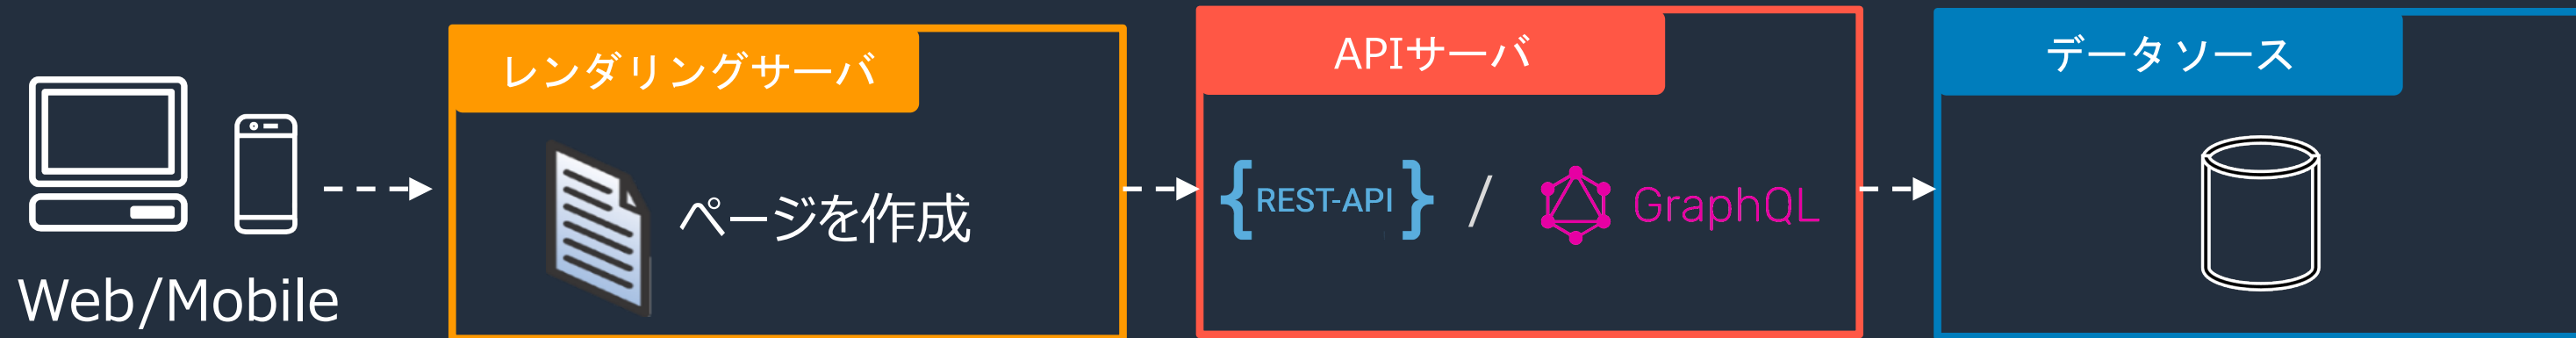 Web/Mobile
レンダリングサーバ
ページを作成
APIサーバ
{REST-API} / GraphQL
データソース